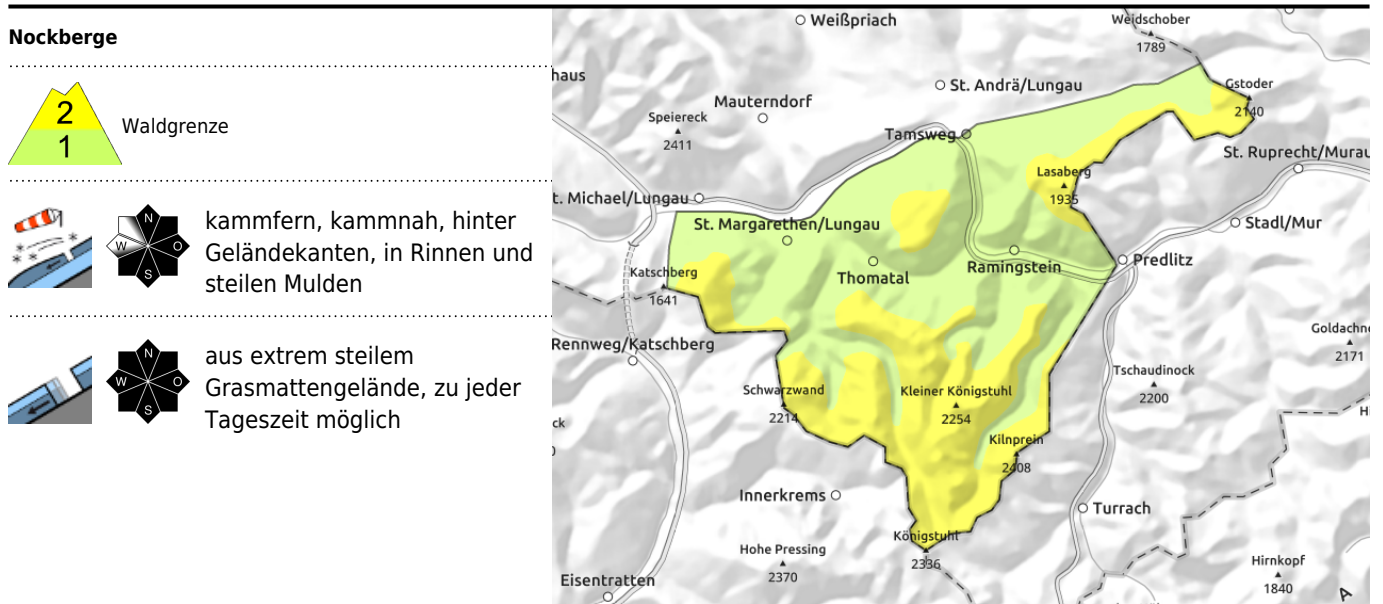 Nockberge
2
1
Waldgrenze
N
W
O
S
kammfern, kammnah, hinter
Geländekanten, in Rinnen und
steilen Mulden
N
W
O
S
aus extrem steilem
Grasmattengelände, zu jeder
Tageszeit möglich
Weißpriach
Weidschober
1789
haus
St. Andrä/Lungau
Gstoder
2140
Mauterndorf
Speiereck
2411
Tamsweg
St. Ruprecht/Murau
Lasaberg
1935
t. Michael/Lungau
St. Margarethen/Lungau
Stadl/Mur
Ramingstein
Predlitz
Thomatal
Katschberg
1641
Goldachn
2171
Rennweg/Katschberg
Tschaudinock
2200
Schwarzwand
2214
Kleiner Königstuhl
2254
H
ck
Kilnprein
2408
Innerkrems
Turrach
Königstuhl
2336
Hohe Pressing
2370
Hirnkopf
1840
Eisentratten
A